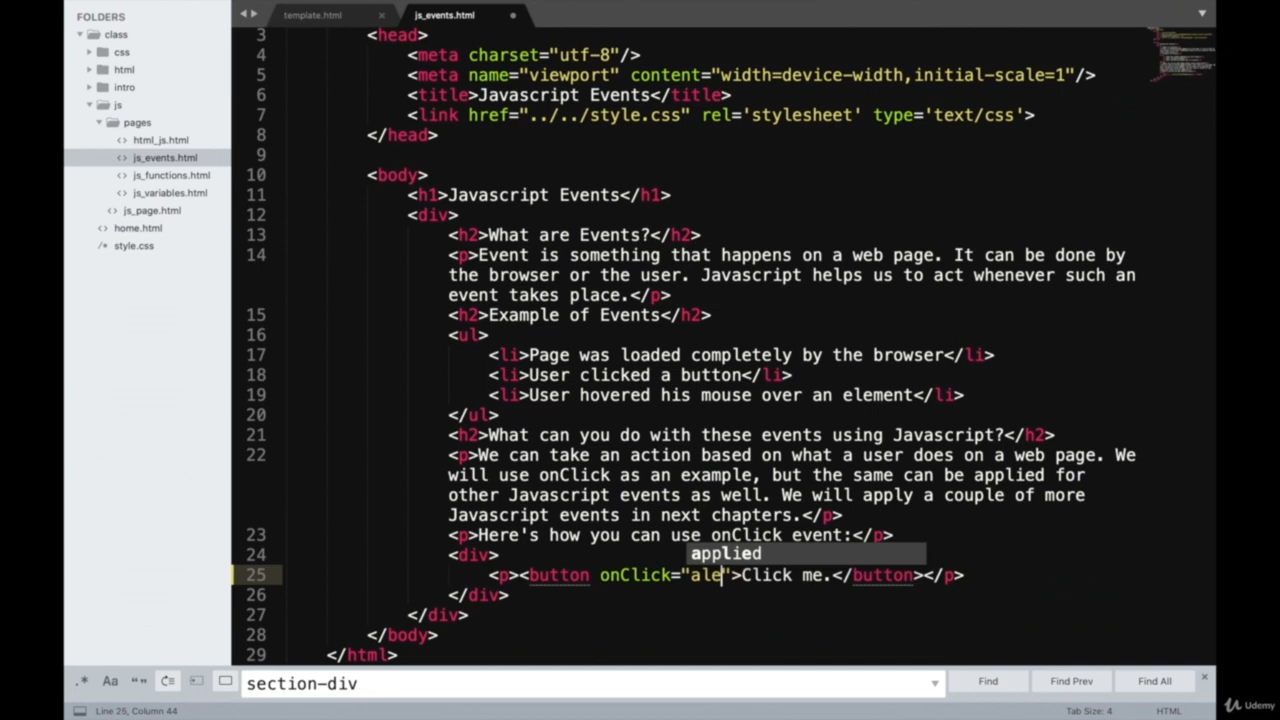 FOLDERS
class
css
html
intro
js
pages
html_js.html
js_events.html
js_functions.html
js_variables.html
js_page.html
home.html
style.css
template.html
js_events.html
3 <head>
4 <meta charset="utf-8"/>
5 <meta name="viewport" content="width=device-width,initial-scale=1"/>
6 <title>Javascript Events</title>
7 <link href="../../style.css" rel='stylesheet' type='text/css'>
8 </head>
9
10 <body>
11 <h1>Javascript Events</h1>
12 <div>
13 <h2>What are Events?</h2>
14 <p>Event is something that happens on a web page. It can be done by
the browser or the user. Javascript helps us to act whenever such an
event takes place.</p>
15 <h2>Example of Events</h2>
16 <ul>
17 <li>Page was loaded completely by the browser</li>
18 <li>User clicked a button</li>
19 <li>User hovered his mouse over an element</li>
20 </ul>
21 <h2>What can you do with these events using Javascript?</h2>
22 <p>We can take an action based on what a user does on a web page. We
will use onClick as an example, but the same can be applied for
other Javascript events as well. We will apply a couple of more
Javascript events in next chapters.</p>
23 <p>Here's how you can use onClick event:</p>
24 <div>
applied
25 <p><button onClick="ale">Click me.</button></p>
26 </div>
27 </div>
28 </body>
29 </html>
.* Aa “” section-div Find Find Prev Find All
Line 25, Column 44 Tab Size: 4 HTML
Udemy